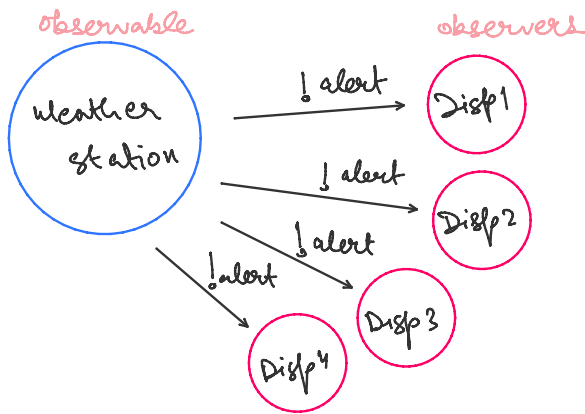 observable
observers
Weather
station
! alert
Disp1
! alert
Disp2
! alert
Disp3
! alert
Disp4